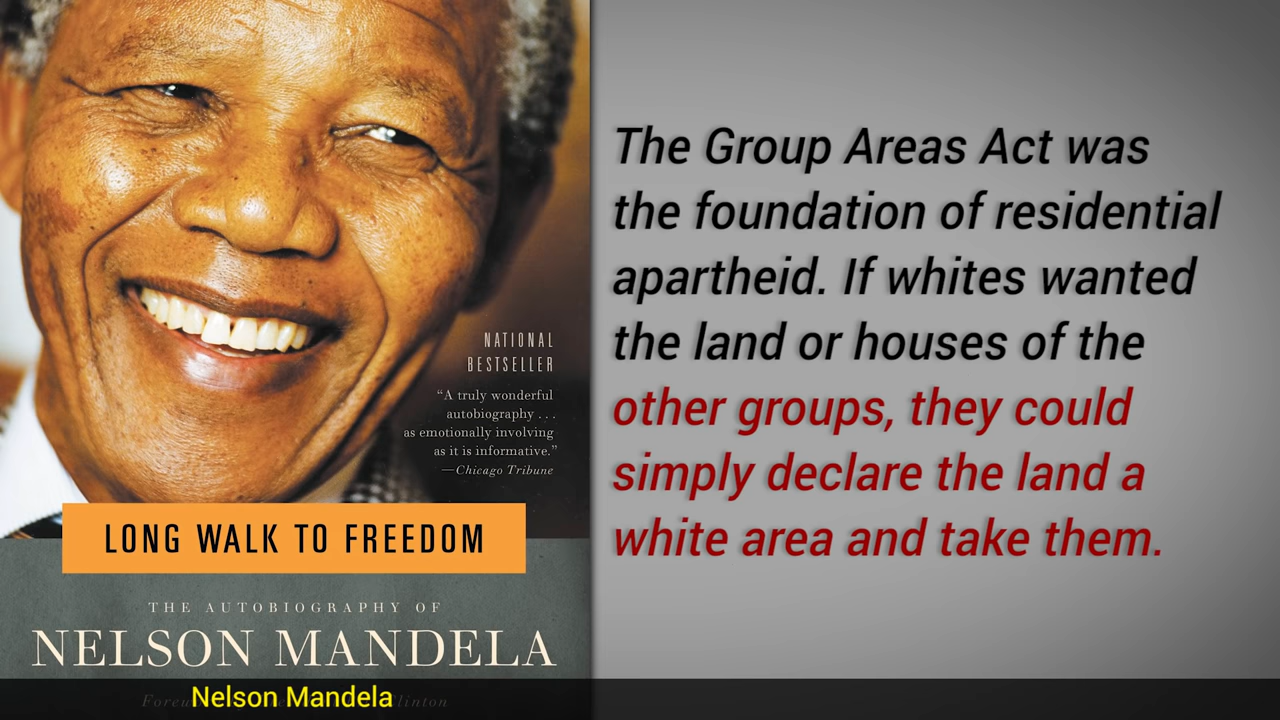 NATIONAL
BESTSELLER
“A truly wonderful
autobiography . . .
as emotionally involving
as it is informative.”
—Chicago Tribune
LONG WALK TO FREEDOM
THE AUTOBIOGRAPHY OF
NELSON MANDELA
Nelson Mandela
The Group Areas Act was
the foundation of residential
apartheid. If whites wanted
the land or houses of the
other groups, they could
simply declare the land a
white area and take them.